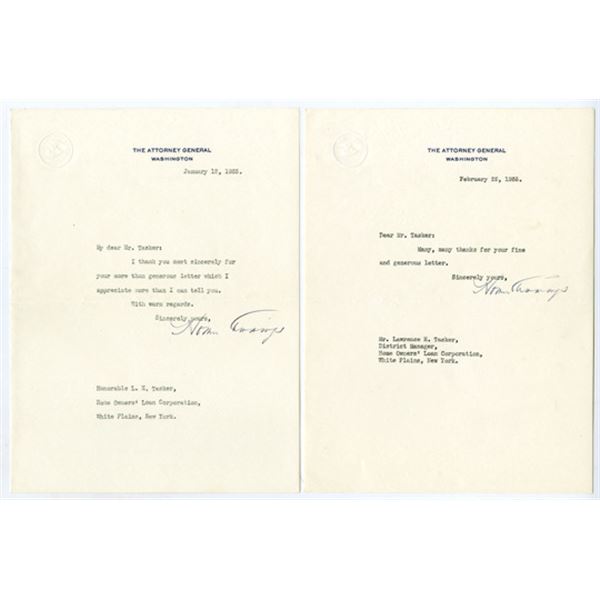 THE ATTORNEY GENERAL
WASHINGTON
January 12, 1935.
My dear Mr. Tasker:
I thank you most sincerely for
your more than generous letter which I
appreciate more than I can tell you.
With warm regards.
Sincerely yours,
Honorable L. H. Tasker,
Home Owners' Loan Corporation,
White Plains, New York.
THE ATTORNEY GENERAL
WASHINGTON
February 26, 1935.
Dear Mr. Tasker:
Many, many thanks for your fine
and generous letter.
Sincerely yours,
Mr. Lawrence H. Tasker,
District Manager,
Home Owners' Loan Corporation,
White Plains, New York.